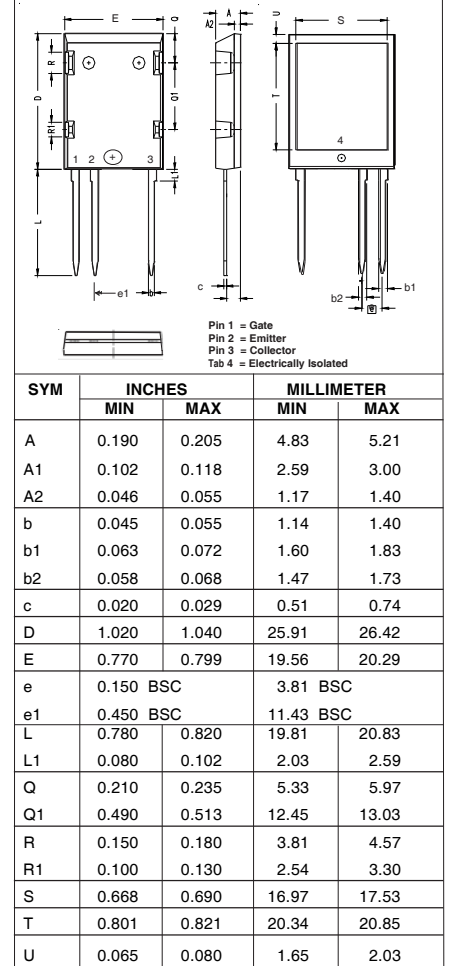 E
Q
A
A2
U
S
R
D
Q1
T
R1
4
1 2 3
L1
L
e1
b
c
b2
b1
e
Pin 1 = Gate
Pin 2 = Emitter
Pin 3 = Collector
Tab 4 = Electrically Isolated
SYM INCHES MILLIMETER
MIN MAX MIN MAX
A 0.190 0.205 4.83 5.21
A1 0.102 0.118 2.59 3.00
A2 0.046 0.055 1.17 1.40
b 0.045 0.055 1.14 1.40
b1 0.063 0.072 1.60 1.83
b2 0.058 0.068 1.47 1.73
c 0.020 0.029 0.51 0.74
D 1.020 1.040 25.91 26.42
E 0.770 0.799 19.56 20.29
e 0.150 BSC 3.81 BSC
e1 0.450 BSC 11.43 BSC
L 0.780 0.820 19.81 20.83
L1 0.080 0.102 2.03 2.59
Q 0.210 0.235 5.33 5.97
Q1 0.490 0.513 12.45 13.03
R 0.150 0.180 3.81 4.57
R1 0.100 0.130 2.54 3.30
S 0.668 0.690 16.97 17.53
T 0.801 0.821 20.34 20.85
U 0.065 0.080 1.65 2.03